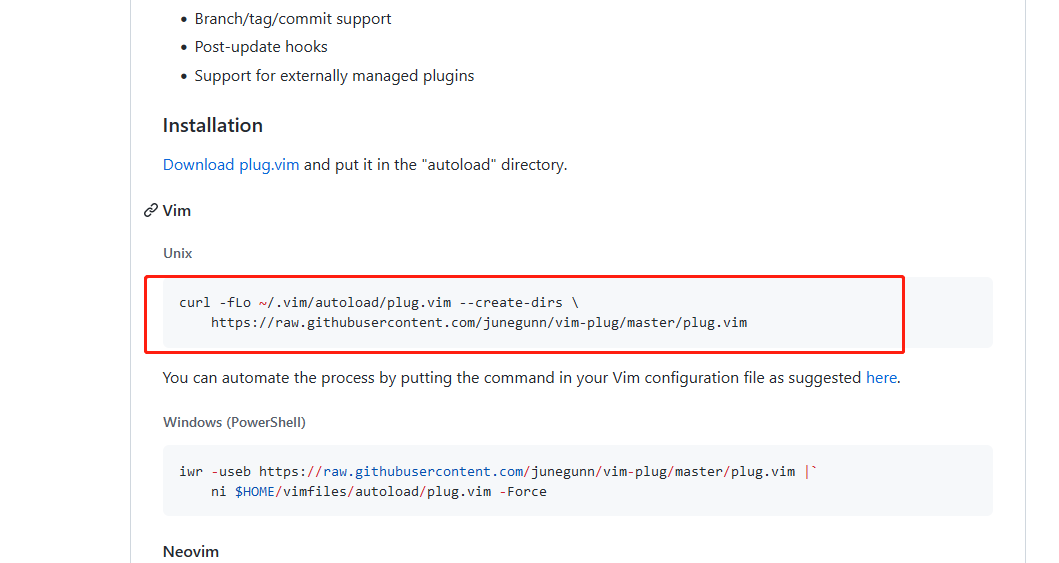 Branch/tag/commit support
Post-update hooks
Support for externally managed plugins
Installation
Download plug.vim and put it in the "autoload" directory.
Vim
Unix
curl -fLo ~/.vim/autoload/plug.vim --create-dirs \
https://raw.githubusercontent.com/junegunn/vim-plug/master/plug.vim
You can automate the process by putting the command in your Vim configuration file as suggested here.
Windows (PowerShell)
iwr -useb https://raw.githubusercontent.com/junegunn/vim-plug/master/plug.vim |`
ni $HOME/vimfiles/autoload/plug.vim -Force
Neovim